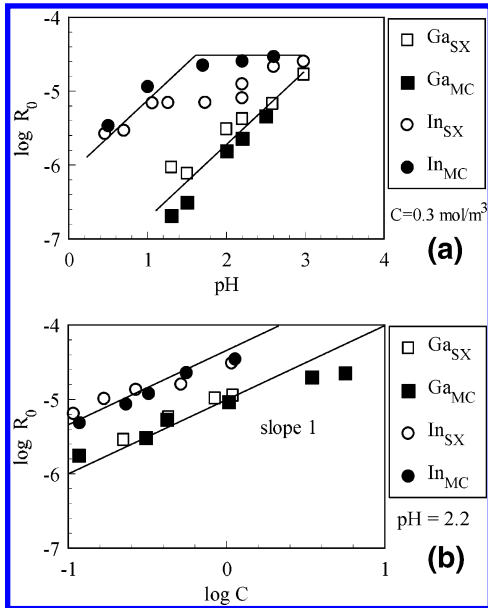 -4
-5
-6
-7
log R0
0
1
2
3
4
pH
GaSX
GaMC
InSX
InMC
C=0.3 mol/m3
(a)
-4
-5
-6
-7
log R0
slope 1
-1
0
1
log C
GaSX
GaMC
InSX
InMC
pH = 2.2
(b)